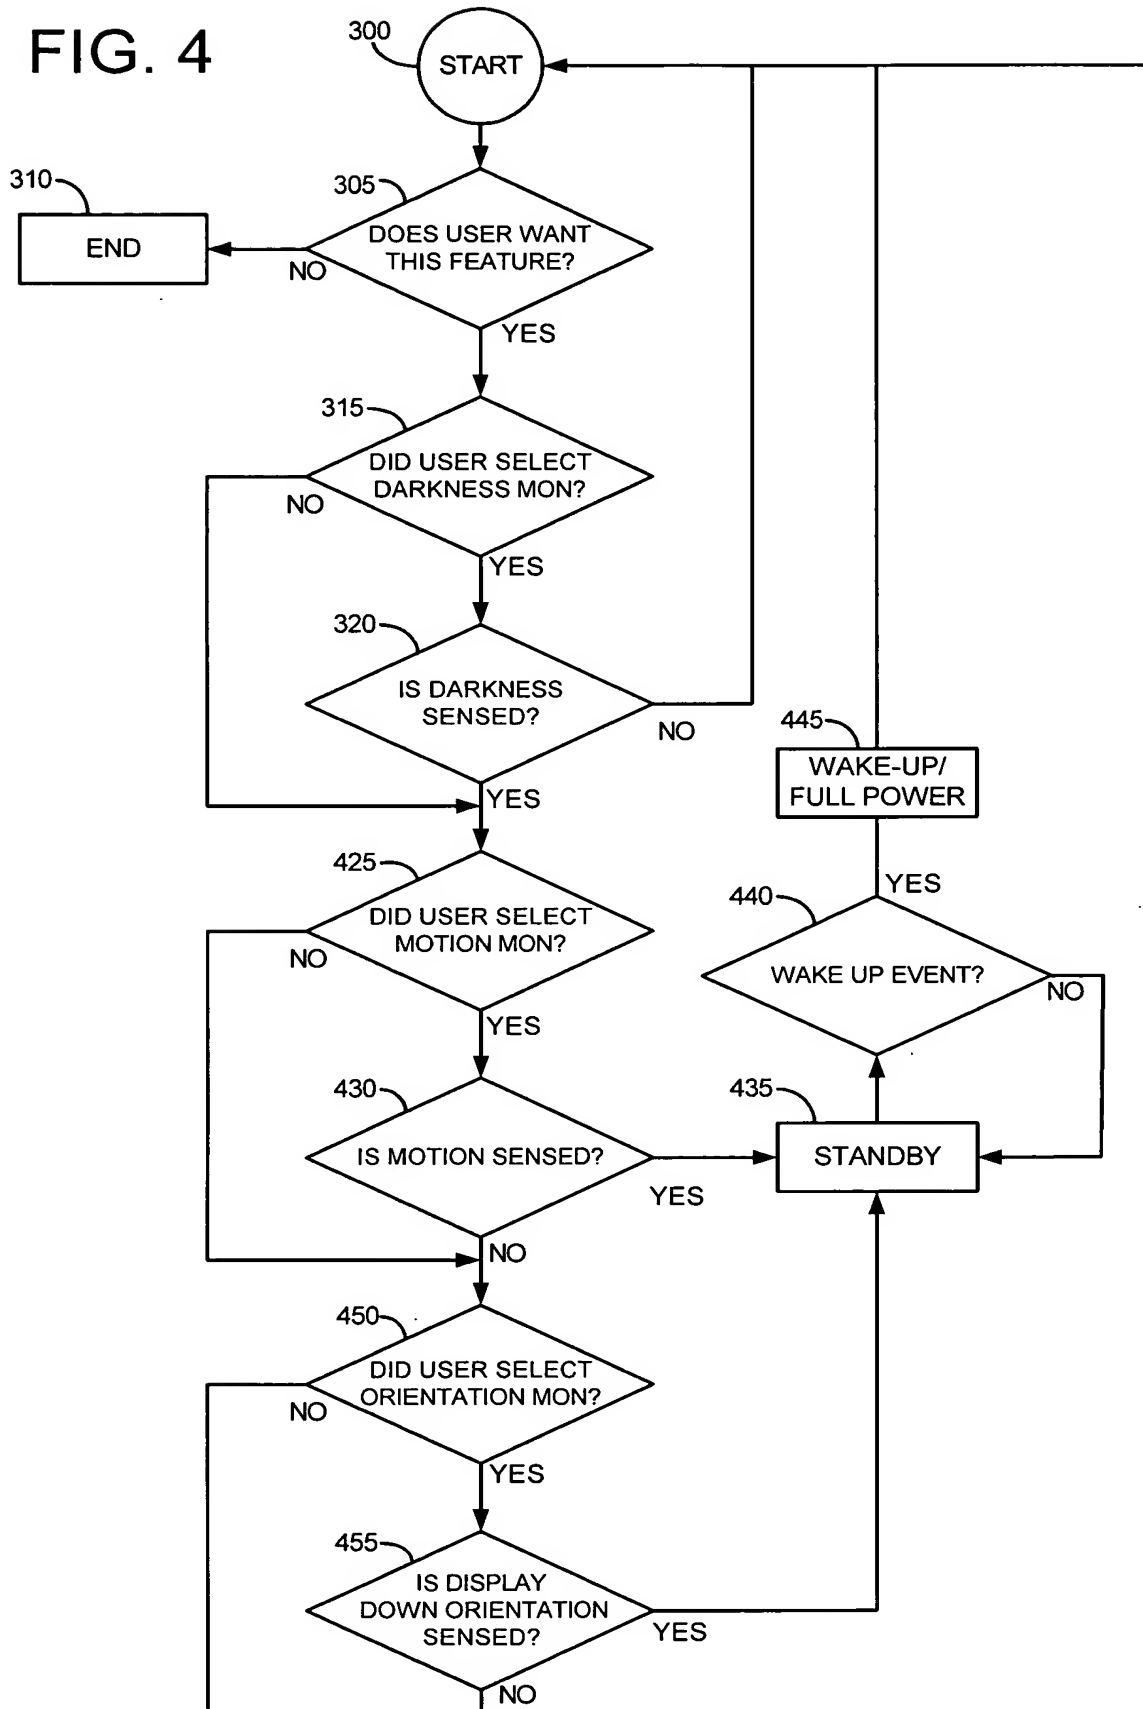 FIG. 4
300
START
305
DOES USER WANT
THIS FEATURE?
NO
YES
310
END
315
DID USER SELECT
DARKNESS MON?
NO
YES
320
IS DARKNESS
SENSED?
NO
YES
425
DID USER SELECT
MOTION MON?
NO
YES
430
IS MOTION SENSED?
YES
NO
435
STANDBY
440
WAKE UP EVENT?
YES
NO
445
WAKE-UP/
FULL POWER
450
DID USER SELECT
ORIENTATION MON?
NO
YES
455
IS DISPLAY
DOWN ORIENTATION
SENSED?
YES
NO